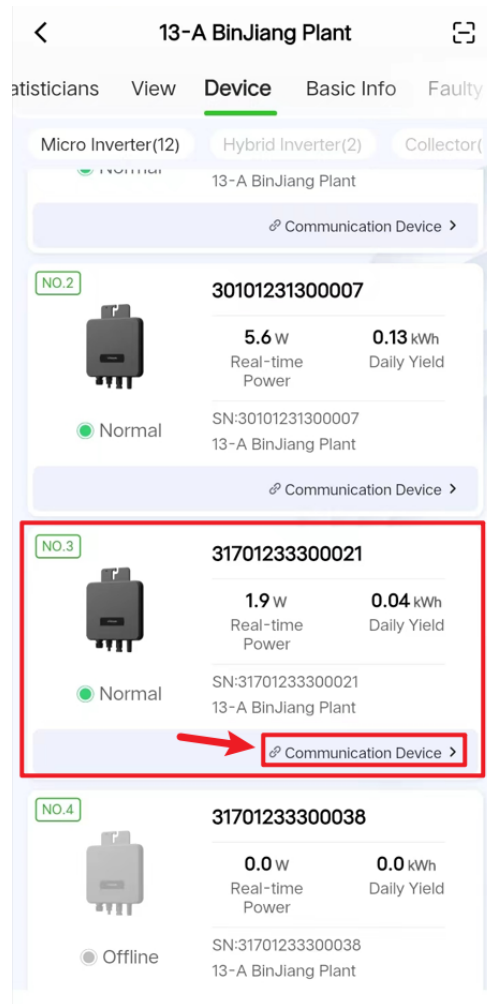 13-A BinJiang Plant
atisticians View Device Basic Info Faulty
Micro Inverter(12) Hybrid Inverter(2) Collector(
Normal
13-A BinJiang Plant
Communication Device >
NO.2
30101231300007
5.6 W 0.13 kWh
Real-time Daily Yield
Power
Normal
SN:30101231300007
13-A BinJiang Plant
Communication Device >
NO.3
31701233300021
1.9 W 0.04 kWh
Real-time Daily Yield
Power
Normal
SN:31701233300021
13-A BinJiang Plant
Communication Device >
NO.4
31701233300038
0.0 W 0.0 kWh
Real-time Daily Yield
Power
Offline
SN:31701233300038
13-A BinJiang Plant